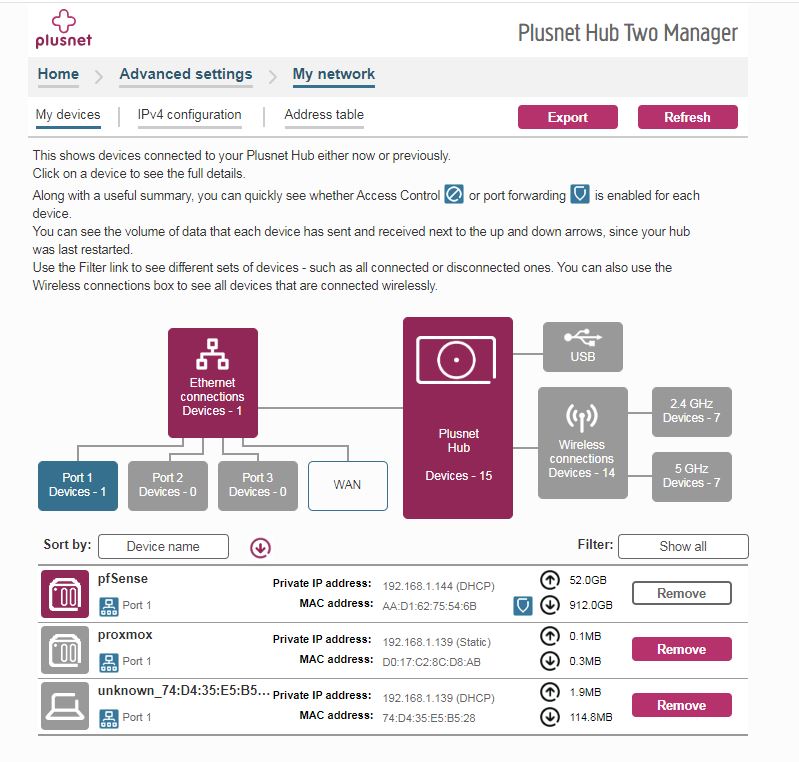 plusnet
Plusnet Hub Two Manager
Home
Advanced settings
My network
My devices
IPv4 configuration
Address table
Export
Refresh
This shows devices connected to your Plusnet Hub either now or previously.
Click on a device to see the full details.
Along with a useful summary, you can quickly see whether Access Control or port forwarding is enabled for each
device.
You can see the volume of data that each device has sent and received next to the up and down arrows, since your hub
was last restarted.
Use the Filter link to see different sets of devices - such as all connected or disconnected ones. You can also use the
Wireless connections box to see all devices that are connected wirelessly.
Ethernet
connections
Devices - 1
Plusnet
Hub
Devices - 15
USB
Wireless
connections
Devices - 14
2.4 GHz
Devices - 7
5 GHz
Devices - 7
Port 1
Devices - 1
Port 2
Devices - 0
Port 3
Devices - 0
WAN
Sort by:
Device name
Filter:
Show all
pfSense
Port 1
Private IP address: 192.168.1.144 (DHCP)
MAC address: AA:D1:62:75:54:6B
52.0GB
912.0GB
Remove
proxmox
Port 1
Private IP address: 192.168.1.139 (Static)
MAC address: D0:17:C2:8C:D8:AB
0.1MB
0.3MB
Remove
unknown_74:D4:35:E5:B5...
Port 1
Private IP address: 192.168.1.139 (DHCP)
MAC address: 74:D4:35:E5:B5:28
1.9MB
114.8MB
Remove